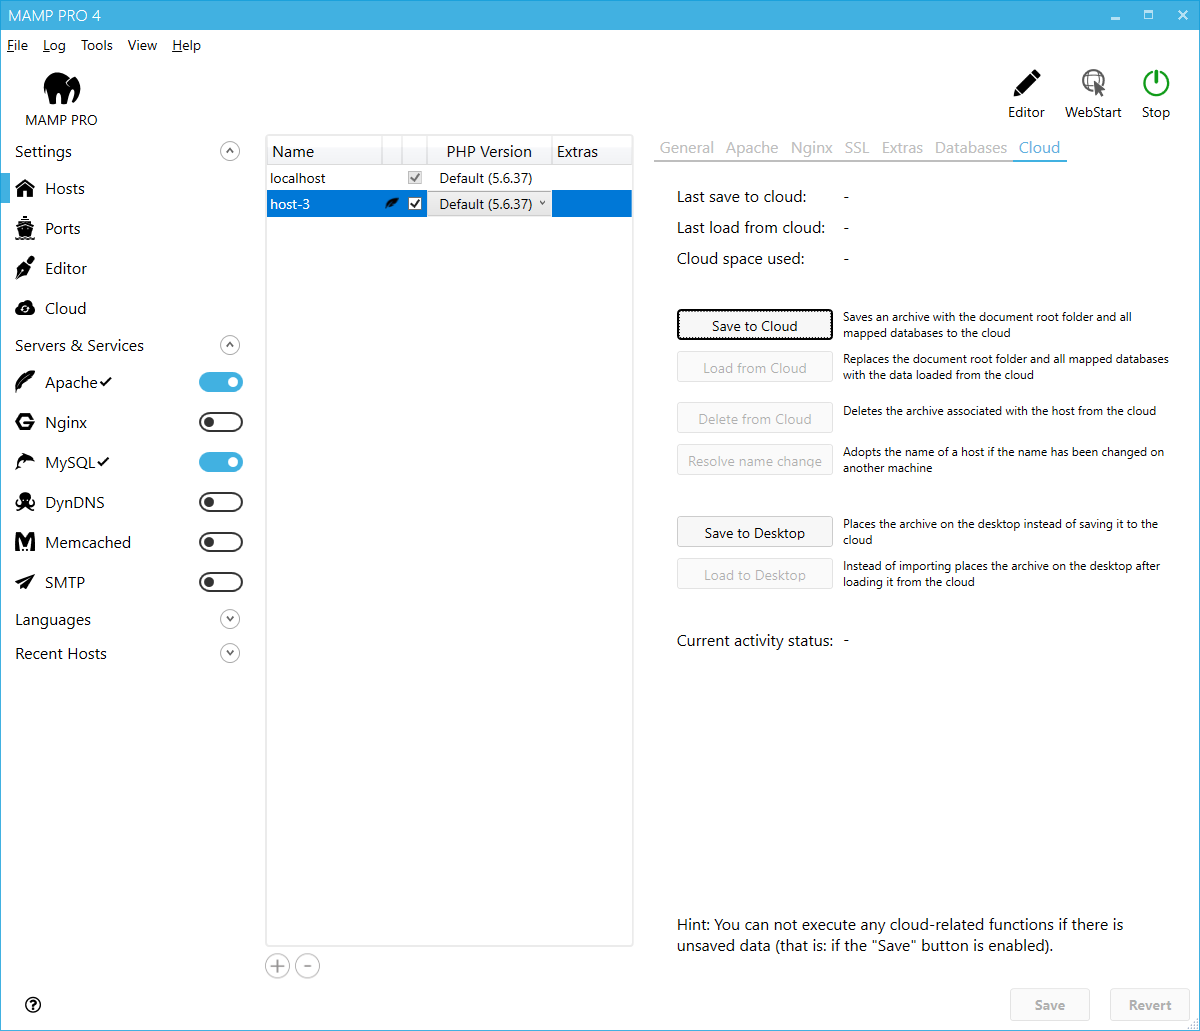 MAMP PRO 4
File Log Tools View Help
MAMP PRO
Editor WebStart Stop
Settings
Hosts
Ports
Editor
Cloud
Servers & Services
Apache
Nginx
MySQL
DynDNS
Memcached
SMTP
Languages
Recent Hosts
Name PHP Version Extras
localhost Default (5.6.37)
host-3 Default (5.6.37)
General Apache Nginx SSL Extras Databases Cloud
Last save to cloud: -
Last load from cloud: -
Cloud space used: -
Save to Cloud
Saves an archive with the document root folder and all
mapped databases to the cloud
Load from Cloud
Replaces the document root folder and all mapped databases
with the data loaded from the cloud
Delete from Cloud
Deletes the archive associated with the host from the cloud
Resolve name change
Adopts the name of a host if the name has been changed on
another machine
Save to Desktop
Places the archive on the desktop instead of saving it to the
cloud
Load to Desktop
Instead of importing places the archive on the desktop after
loading it from the cloud
Current activity status: -
Hint: You can not execute any cloud-related functions if there is
unsaved data (that is: if the "Save" button is enabled).
Save Revert